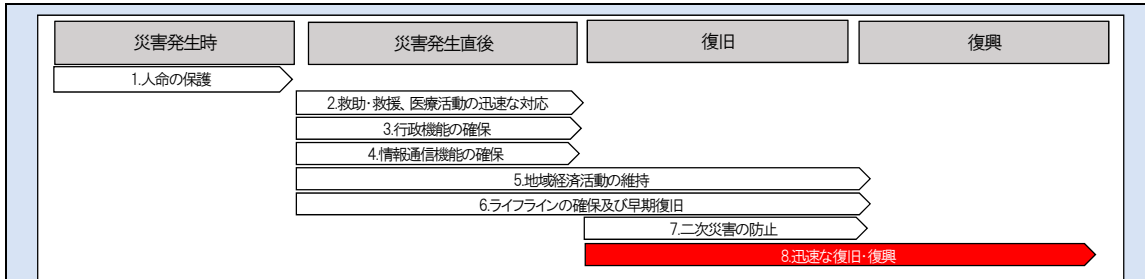 災害発生時 災害発生直後 復旧 復興
1.人命の保護
2.救助・救援、医療活動の迅速な対応
3.行政機能の確保
4.情報通信機能の確保
5.地域経済活動の維持
6.ライフラインの確保及び早期復旧
7.二次災害の防止
8.迅速な復旧・復興